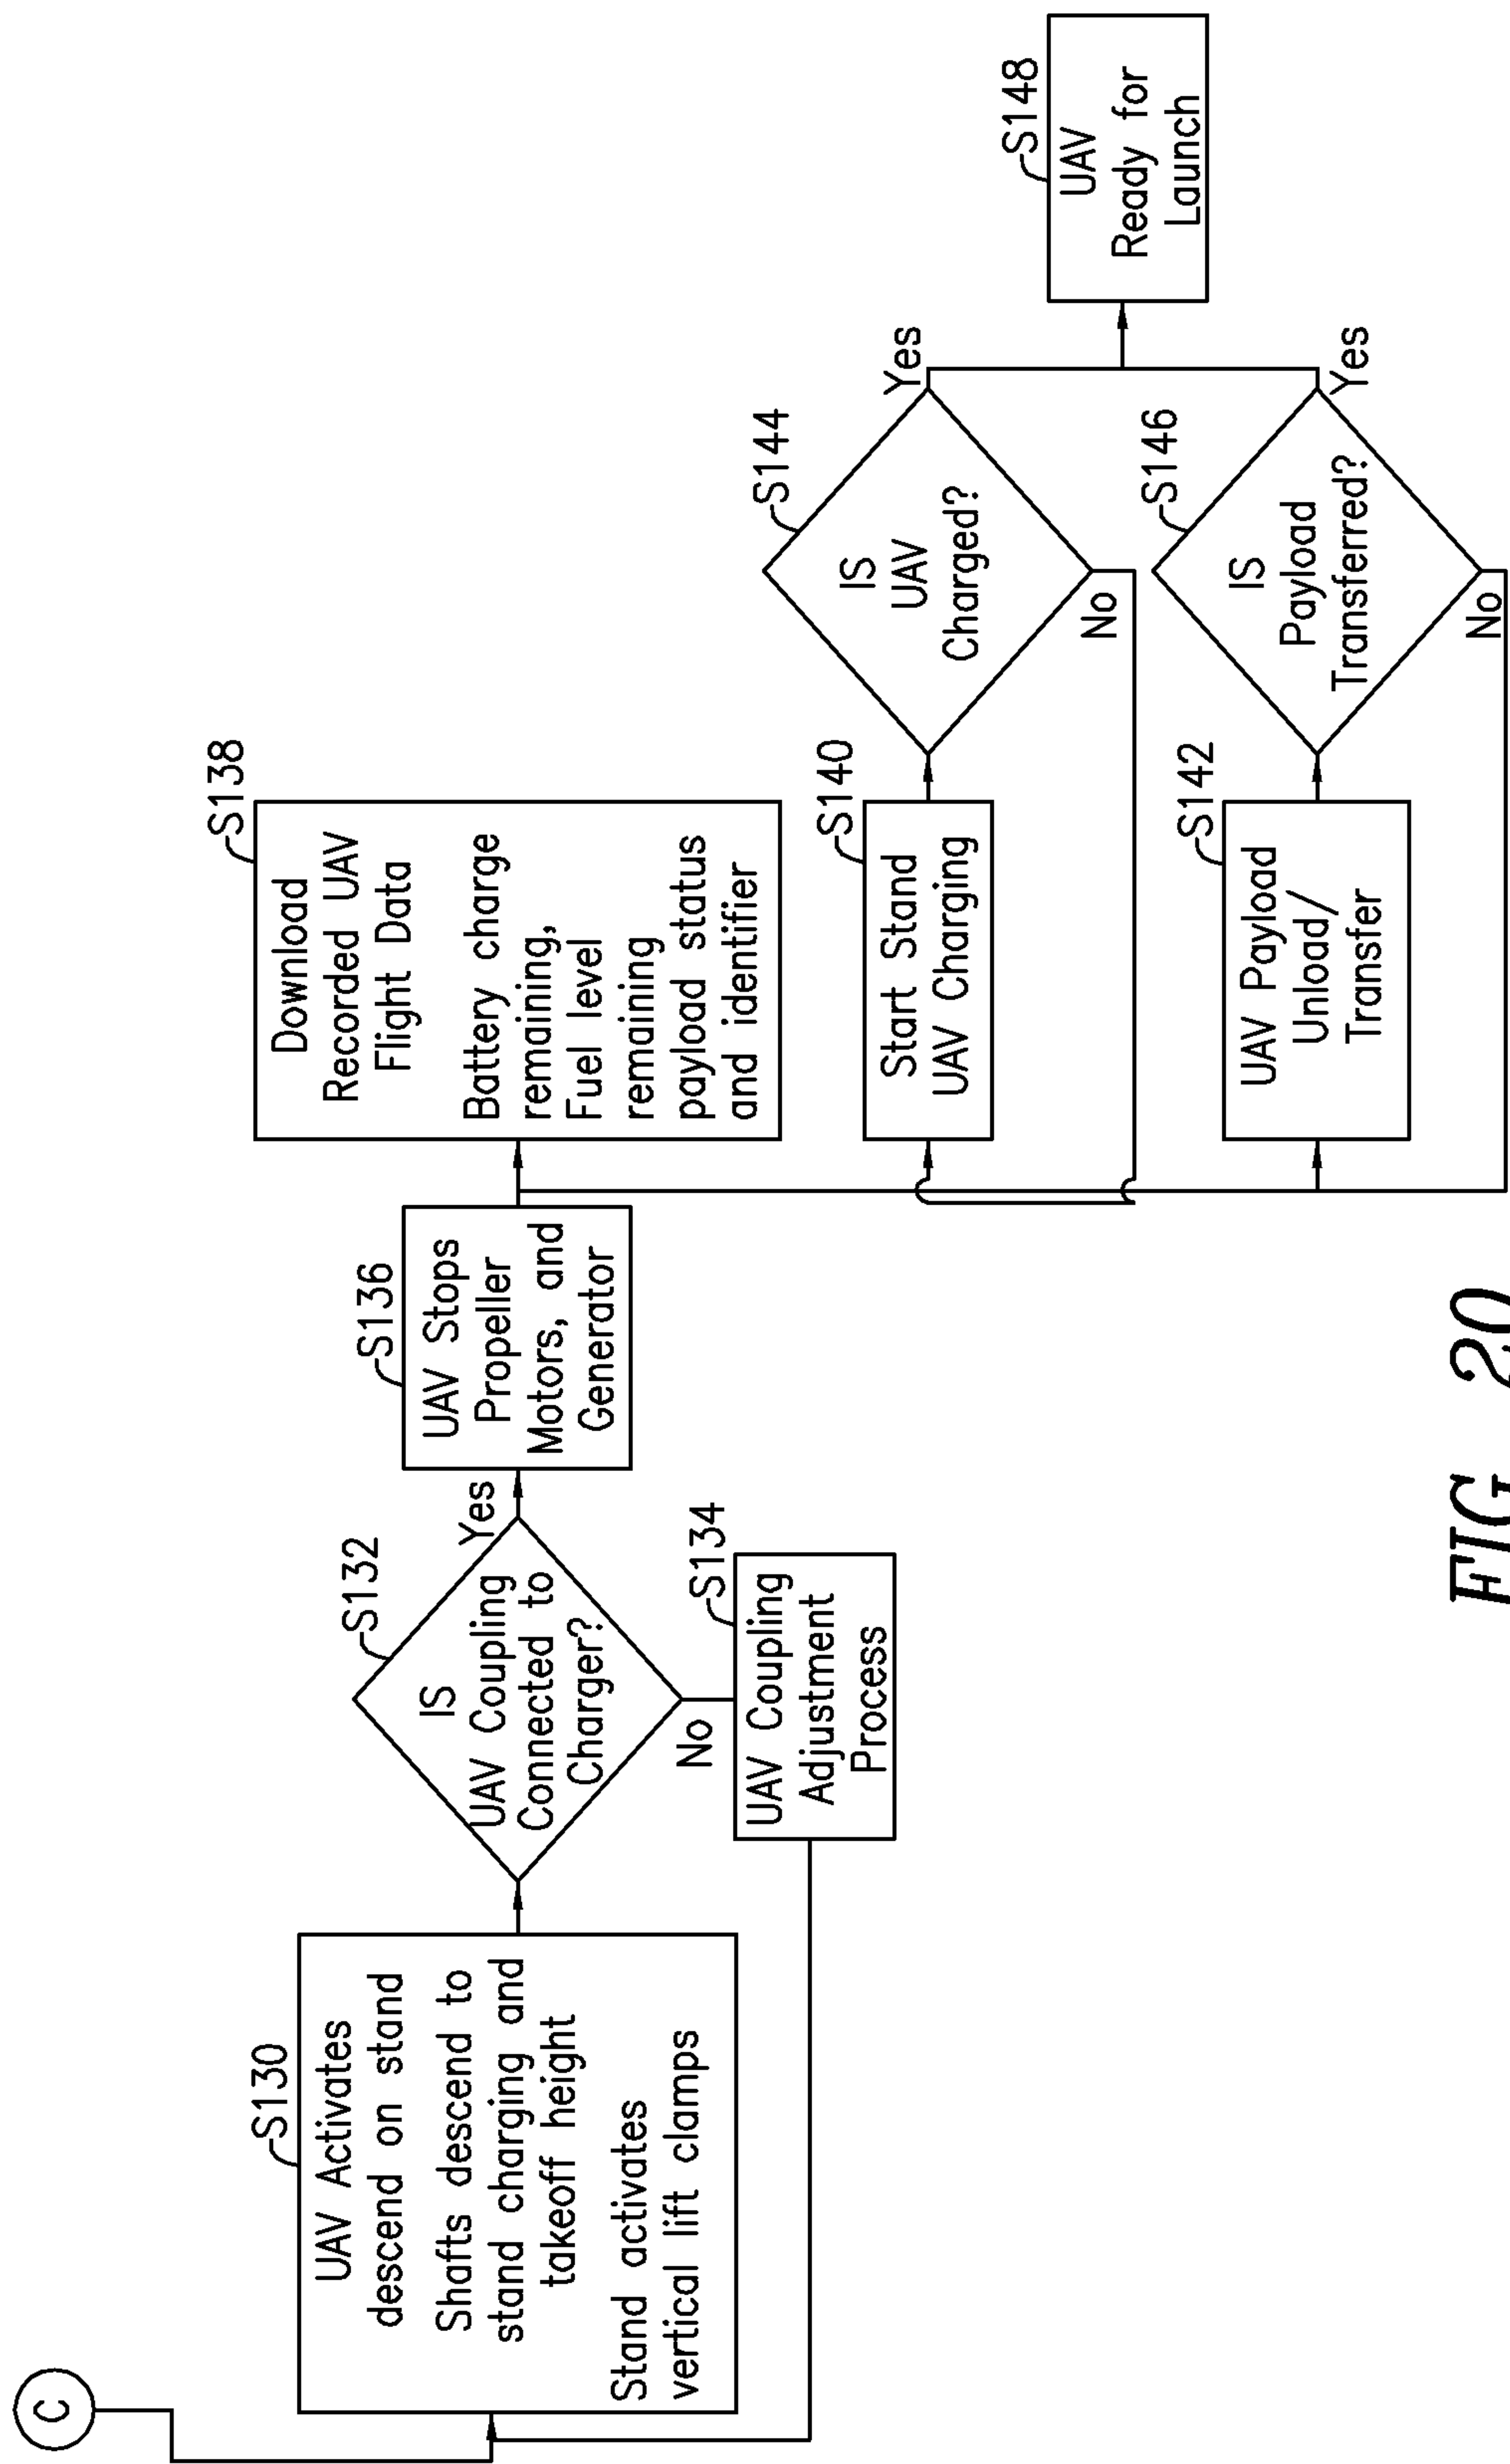 C
S130
UAV Activates
descend on stand
Shafts descend to
stand charging and
takeoff height
Stand activates
vertical lift clamps
S132
IS
UAV Coupling
Connected to
Charger?
Yes
No
S134
UAV Coupling
Adjustment
Process
S136
UAV Stops
Propeller
Motors, and
Generator
S138
Download
Recorded UAV
Flight Data
Battery charge
remaining,
Fuel level
remaining
payload status
and identifier
S140
Start Stand
UAV Charging
S142
UAV Payload
Unload/
Transfer
S144
IS
UAV
Charged?
Yes
No
S146
IS
Payload
Transferred?
Yes
No
S148
UAV
Ready for
Launch
FIG 20